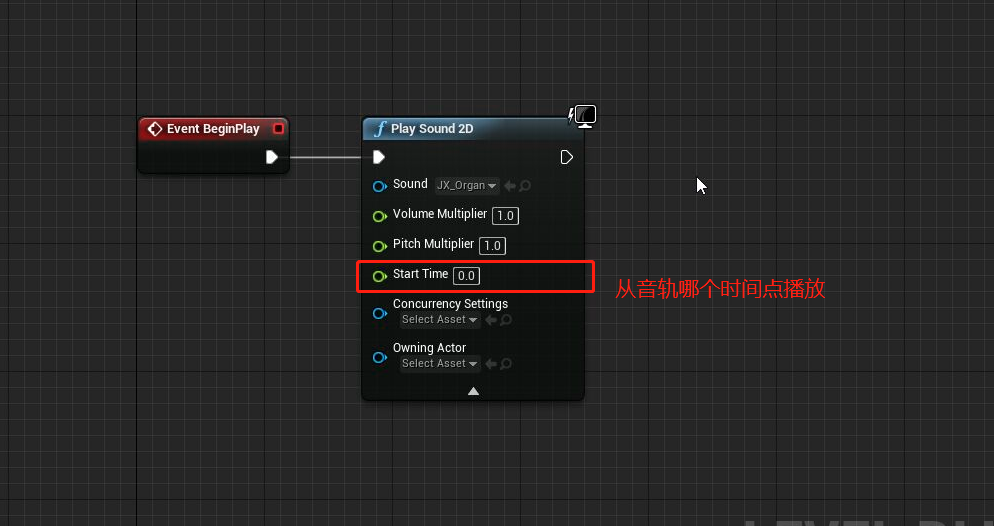 Event BeginPlay
Play Sound 2D
Sound JX_Organ
Volume Multiplier 1.0
Pitch Multiplier 1.0
Start Time 0.0
从音轨哪个时间点播放
Concurrency Settings
Select Asset
Owning Actor
Select Asset